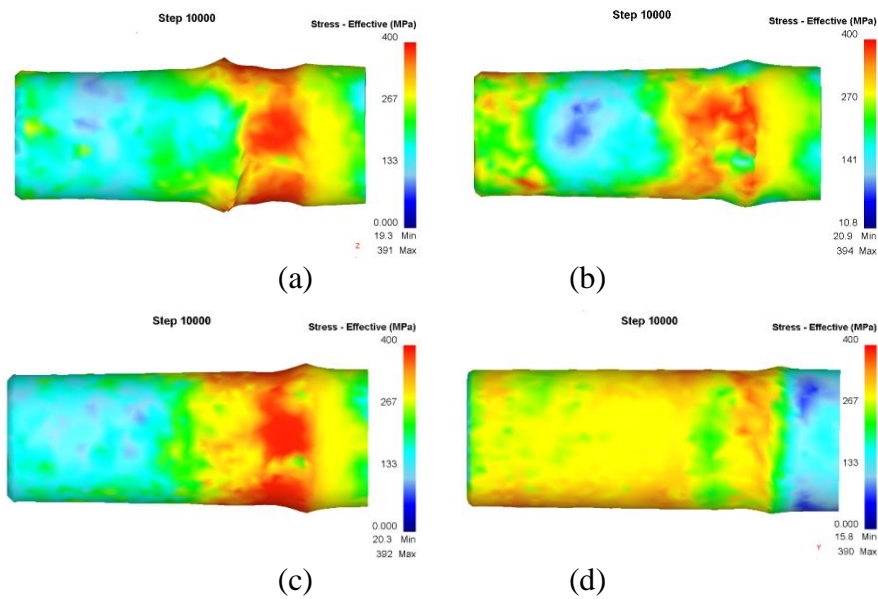 Step 10000
Stress - Effective (MPa)
400
267
133
0.000
19.3 Min
391 Max
Z
(a)
Step 10000
Stress - Effective (MPa)
400
270
141
10.8
20.9 Min
394 Max
(b)
Step 10000
Stress - Effective (MPa)
400
267
133
0.000
20.3 Min
392 Max
(c)
Step 10000
Stress - Effective (MPa)
400
267
133
0.000
15.8 Min
390 Max
Y
(d)